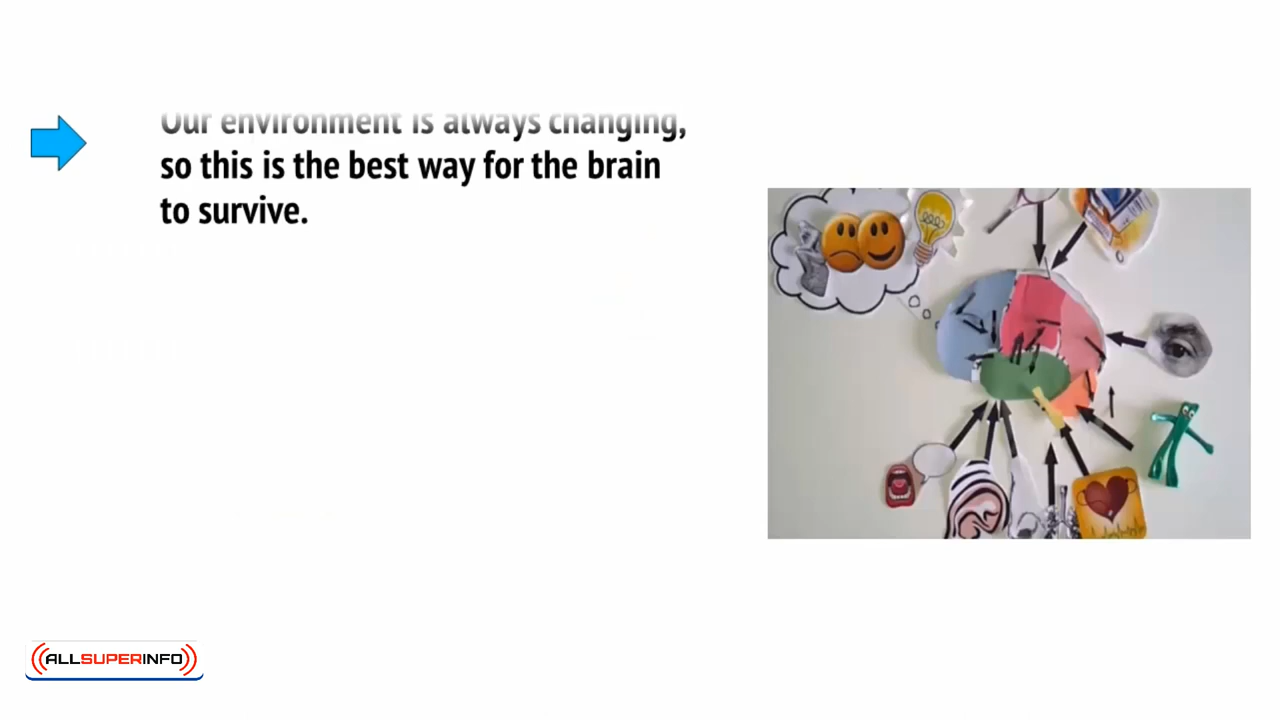 Our environment is always changing,
so this is the best way for the brain
to survive.
ALLSUPERINFO